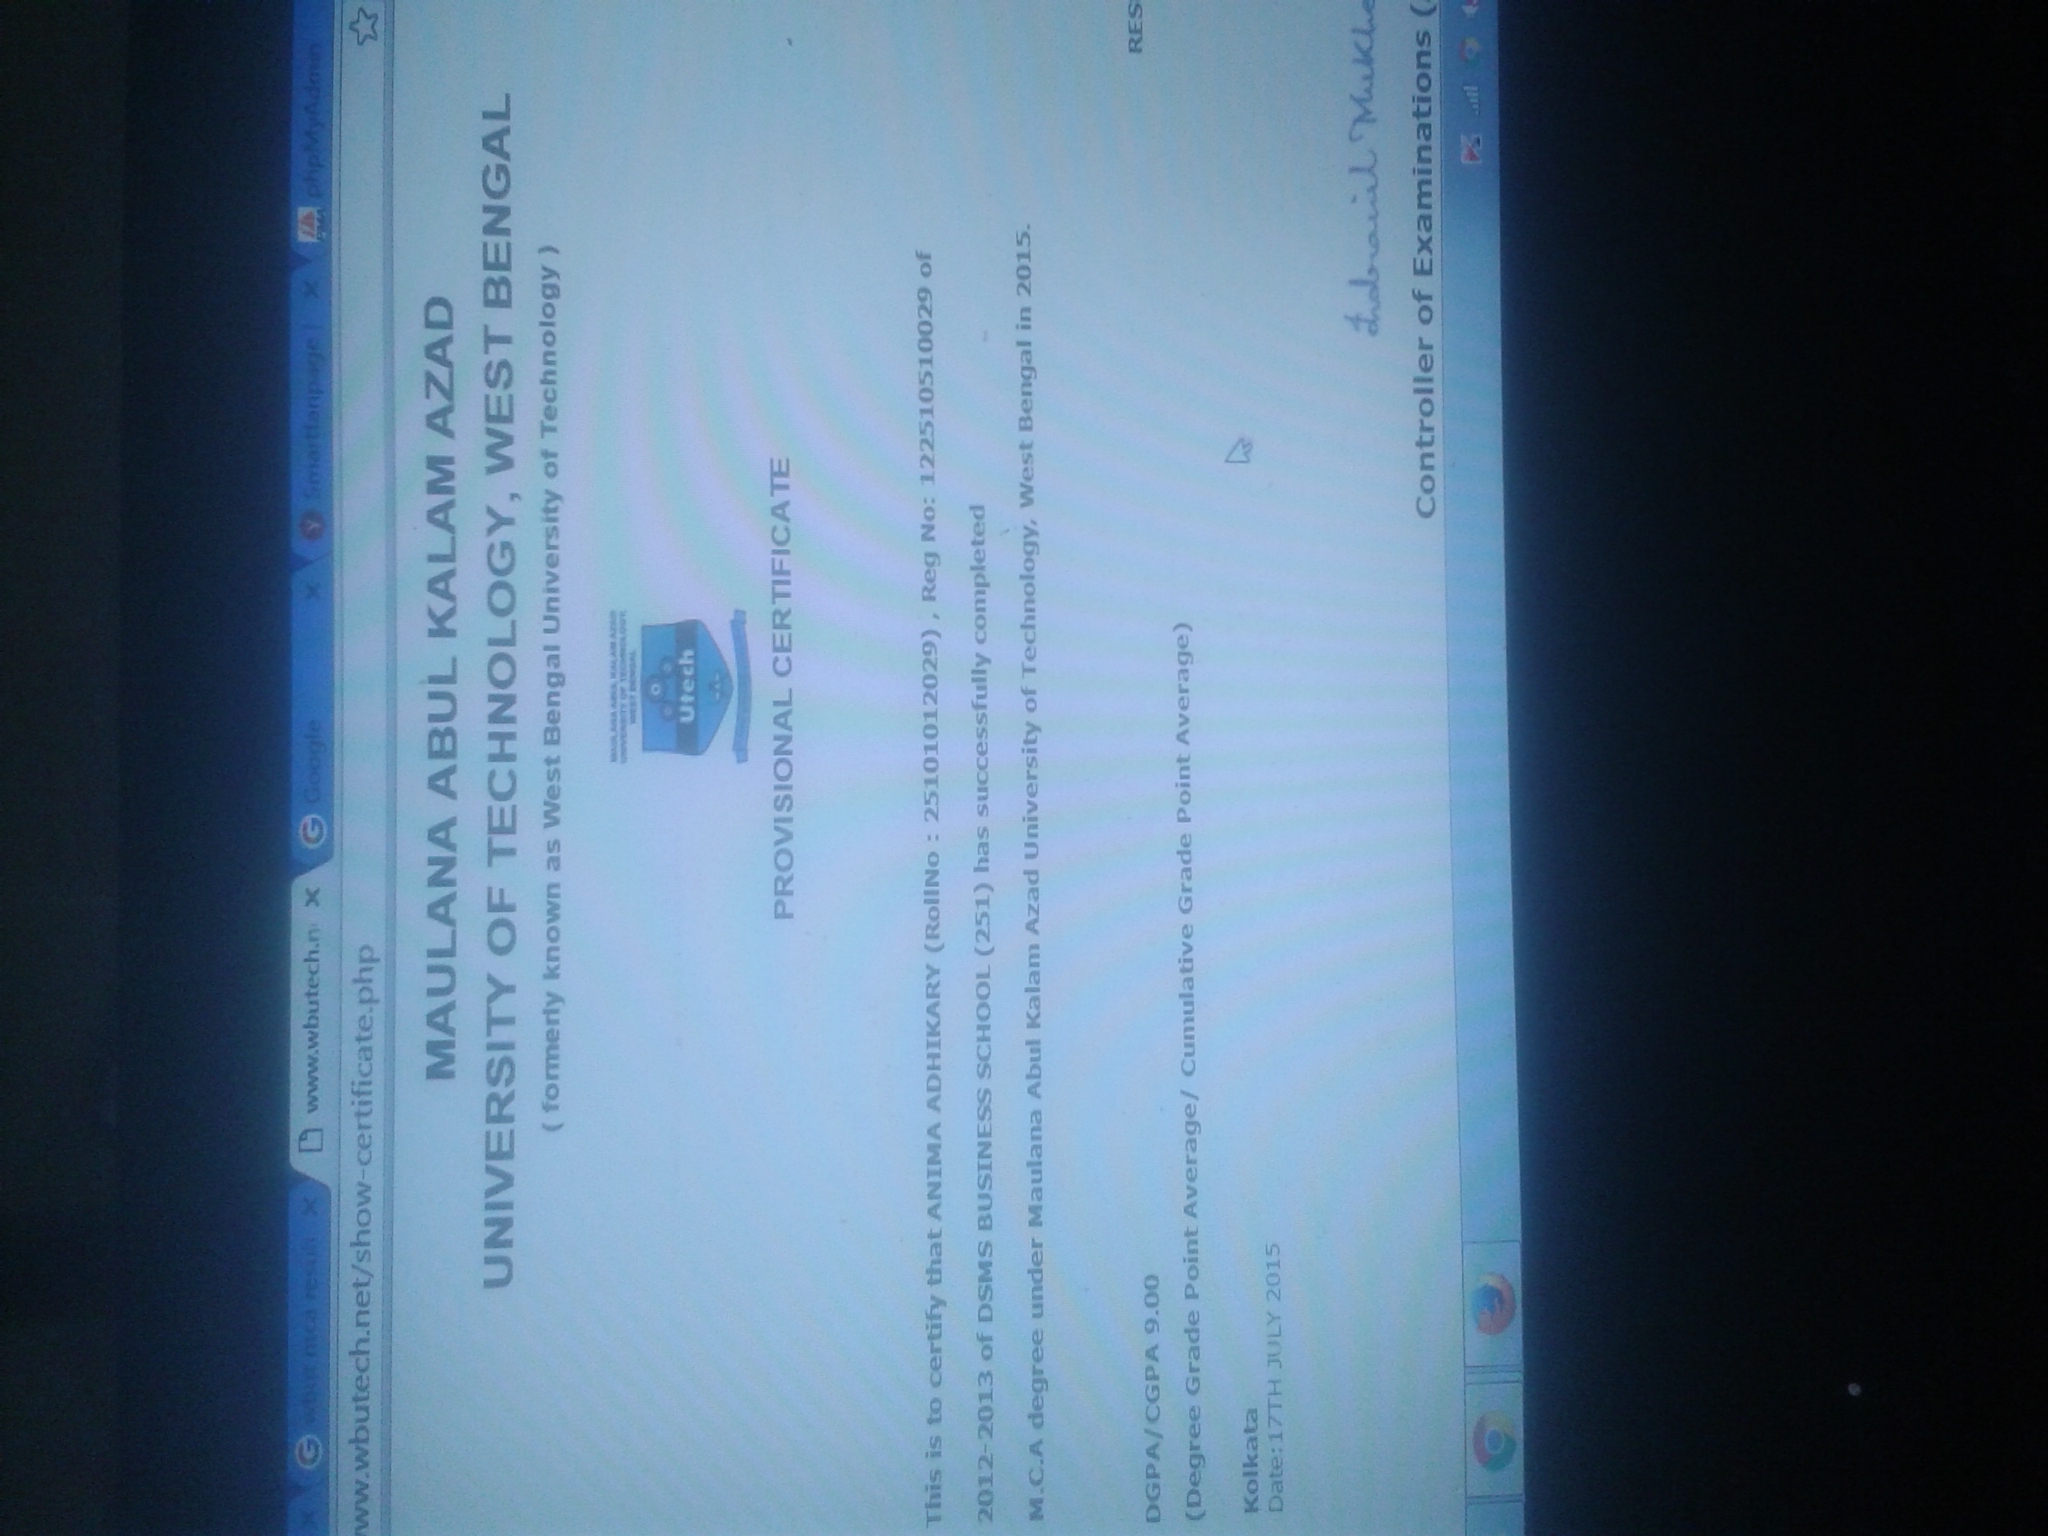 wbut mca result
www.wbutech.n
Google
Smartfanpage |
phpMyAdmin
ww.wbutech.net/show-certificate.php
MAULANA ABUL KALAM AZAD
UNIVERSITY OF TECHNOLOGY, WEST BENGAL
( formerly known as West Bengal University of Technology )
MAULANA ABUL KALAM AZAD
UNIVERSITY OF TECHNOLOGY,
WEST BENGAL
Utech
PROVISIONAL CERTIFICATE
This is to certify that ANIMA ADHIKARY (RollNo : 25101012029) , Reg No: 122510510029 of
2012-2013 of DSMS BUSINESS SCHOOL (251) has successfully completed
M.C.A degree under Maulana Abul Kalam Azad University of Technology, West Bengal in 2015.
RES
DGPA/CGPA 9.00
(Degree Grade Point Average/ Cumulative Grade Point Average)
Kolkata
Date:17TH JULY 2015
Indranil Mukhe
Controller of Examinations (